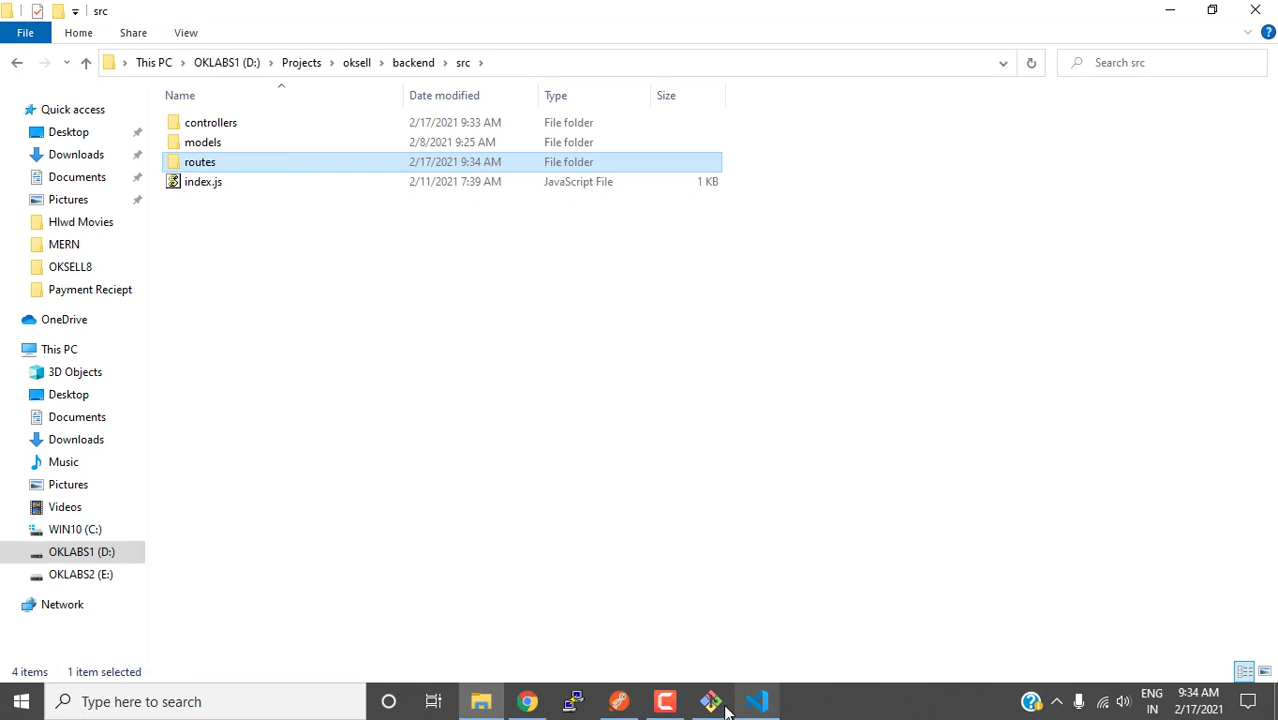 src
File Home Share View
This PC OKLABS1 (D:) Projects oksell backend src Search src
Name Date modified Type Size
Quick access
Desktop
Downloads
Documents
Pictures
Hlwd Movies
MERN
OKSELL8
Payment Reciept
OneDrive
This PC
3D Objects
Desktop
Documents
Downloads
Music
Pictures
Videos
WIN10 (C:)
OKLABS1 (D:)
OKLABS2 (E:)
Network
controllers 2/17/2021 9:33 AM File folder
models 2/8/2021 9:25 AM File folder
routes 2/17/2021 9:34 AM File folder
index.js 2/11/2021 7:39 AM JavaScript File 1 KB
4 items 1 item selected
Type here to search
ENG 9:34 AM
IN 2/17/2021